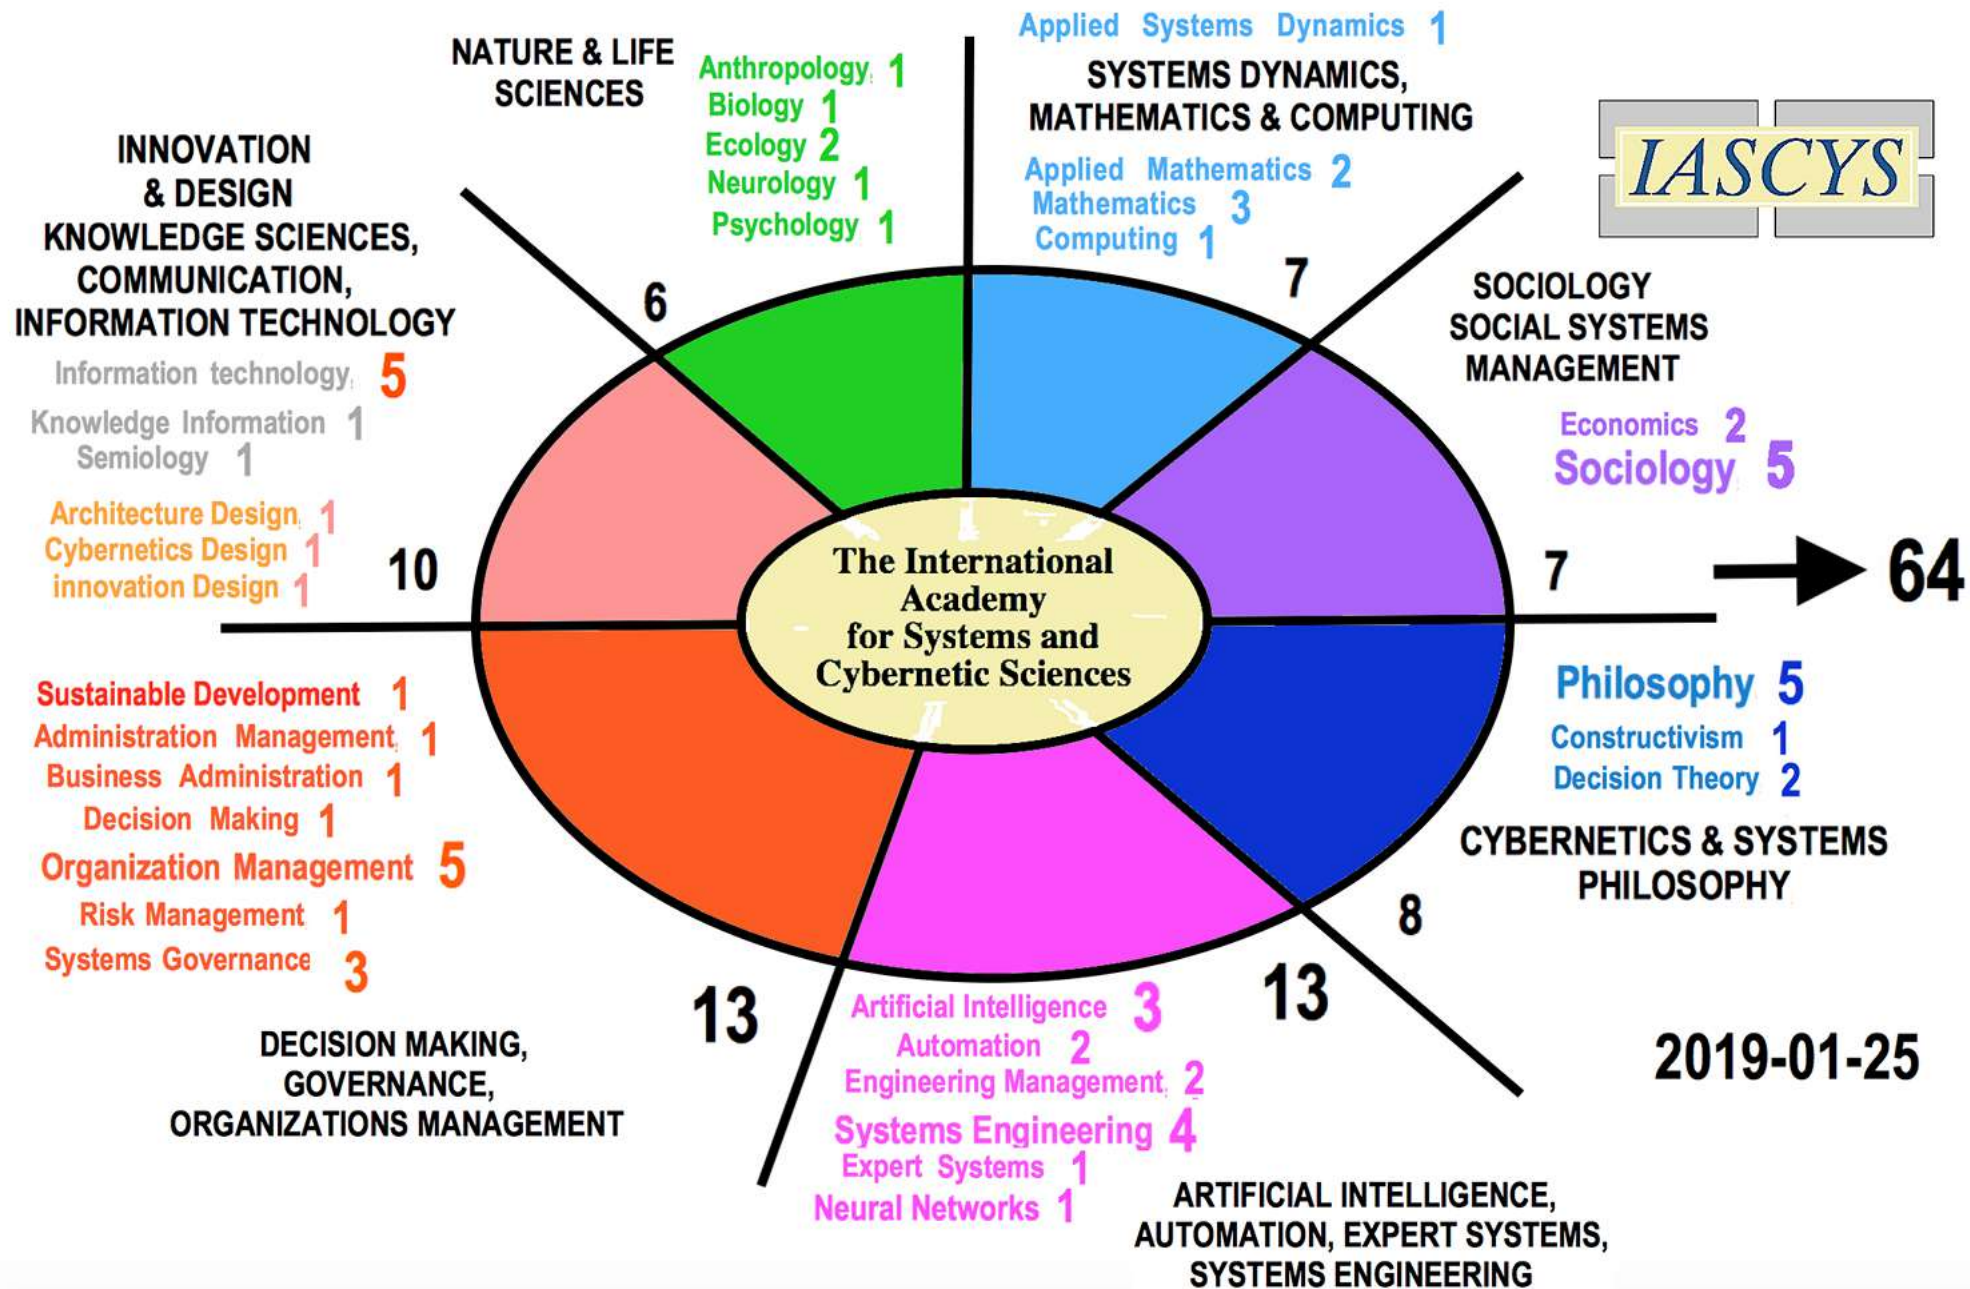 NATURE & LIFE
SCIENCES
Anthropology 1
Biology 1
Ecology 2
Neurology 1
Psychology 1
6
Applied Systems Dynamics 1
SYSTEMS DYNAMICS,
MATHEMATICS & COMPUTING
Applied Mathematics 2
Mathematics 3
Computing 1
7
IASCYS
SOCIOLOGY
SOCIAL SYSTEMS
MANAGEMENT
Economics 2
Sociology 5
7
64
INNOVATION
& DESIGN
KNOWLEDGE SCIENCES,
COMMUNICATION,
INFORMATION TECHNOLOGY
Information technology 5
Knowledge Information 1
Semiology 1
Architecture Design 1
Cybernetics Design 1
innovation Design 1
10
The International
Academy
for Systems and
Cybernetic Sciences
Philosophy 5
Constructivism 1
Decision Theory 2
CYBERNETICS & SYSTEMS
PHILOSOPHY
8
Sustainable Development 1
Administration Management 1
Business Administration 1
Decision Making 1
Organization Management 5
Risk Management 1
Systems Governance 3
DECISION MAKING,
GOVERNANCE,
ORGANIZATIONS MANAGEMENT
13
Artificial Intelligence 3
Automation 2
Engineering Management 2
Systems Engineering 4
Expert Systems 1
Neural Networks 1
13
ARTIFICIAL INTELLIGENCE,
AUTOMATION, EXPERT SYSTEMS,
SYSTEMS ENGINEERING
2019-01-25